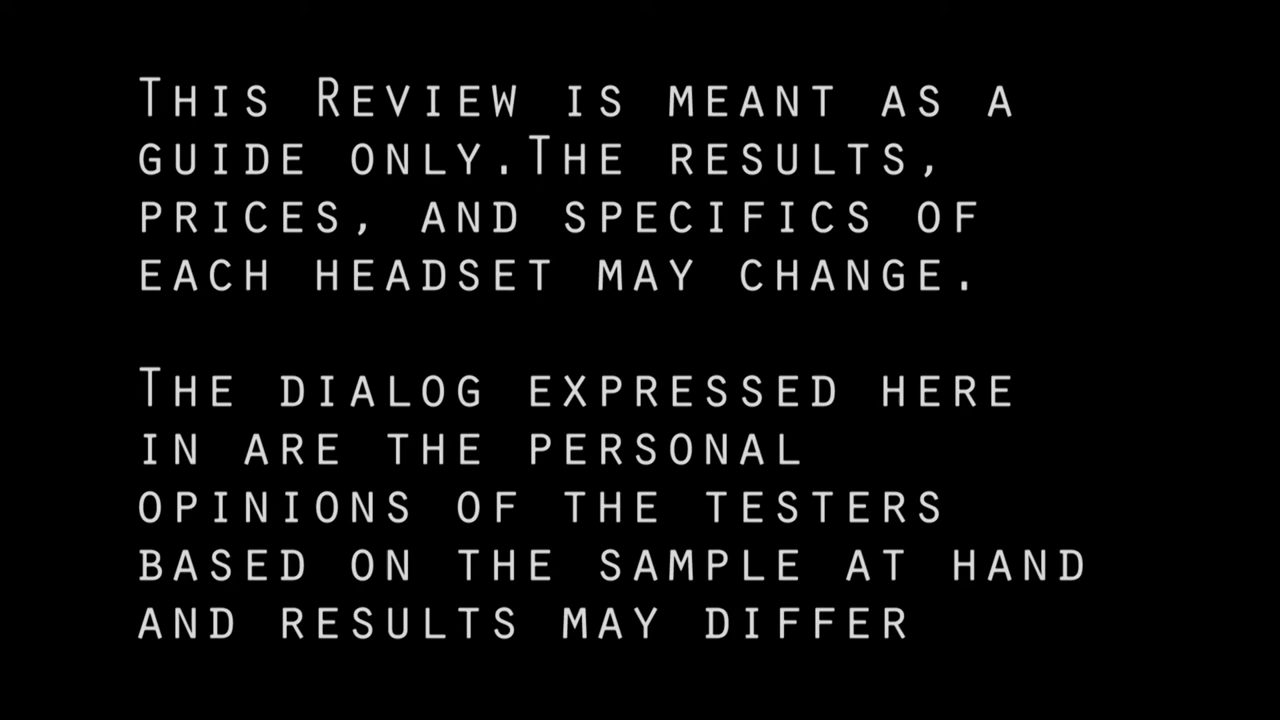 This Review is meant as a
guide only.The results,
prices, and specifics of
each headset may change.
The dialog expressed here
in are the personal
opinions of the testers
based on the sample at hand
and results may differ